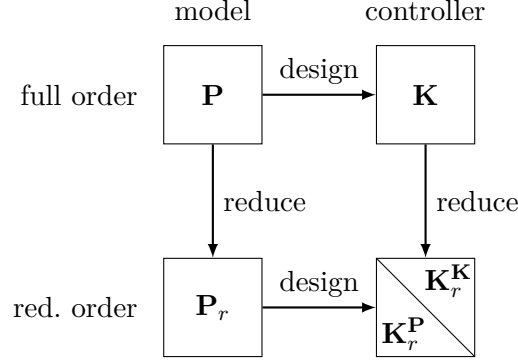 model controller
design
full order P K
reduce reduce
design
red. order P_r K_r^K
K_r^P